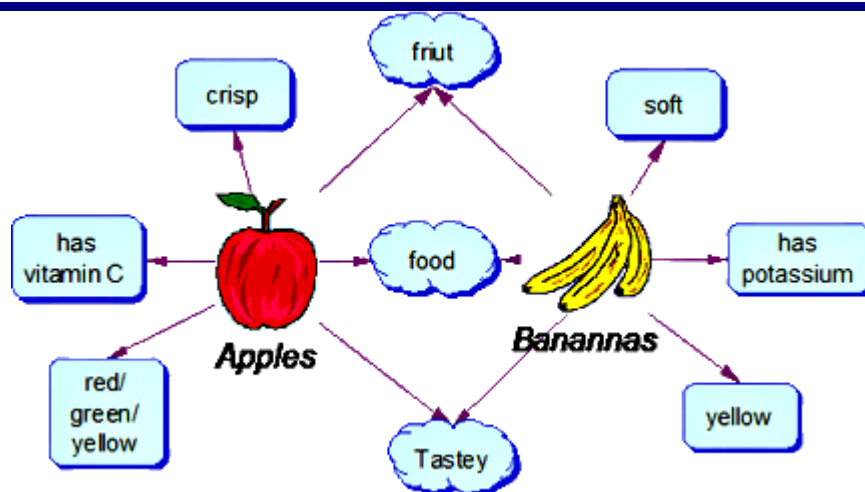 friut
crisp
soft
has
vitamin C
food
has
potassium
Apples
Banannas
red/
green/
yellow
yellow
Tastey